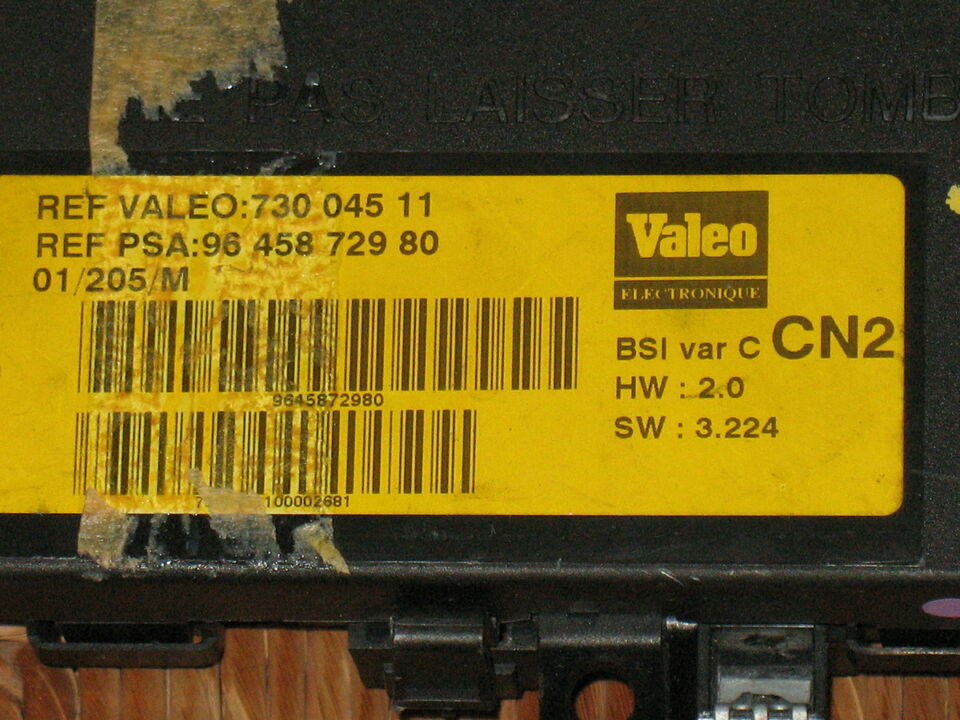 PAS LAISSER TOMB
REF VALEO:730 045 11
REF PSA:96 458 729 80
01/205/M
9645872980
100002681
Valeo
ELECTRONIQUE
BSI var C CN2
HW : 2.0
SW : 3.224